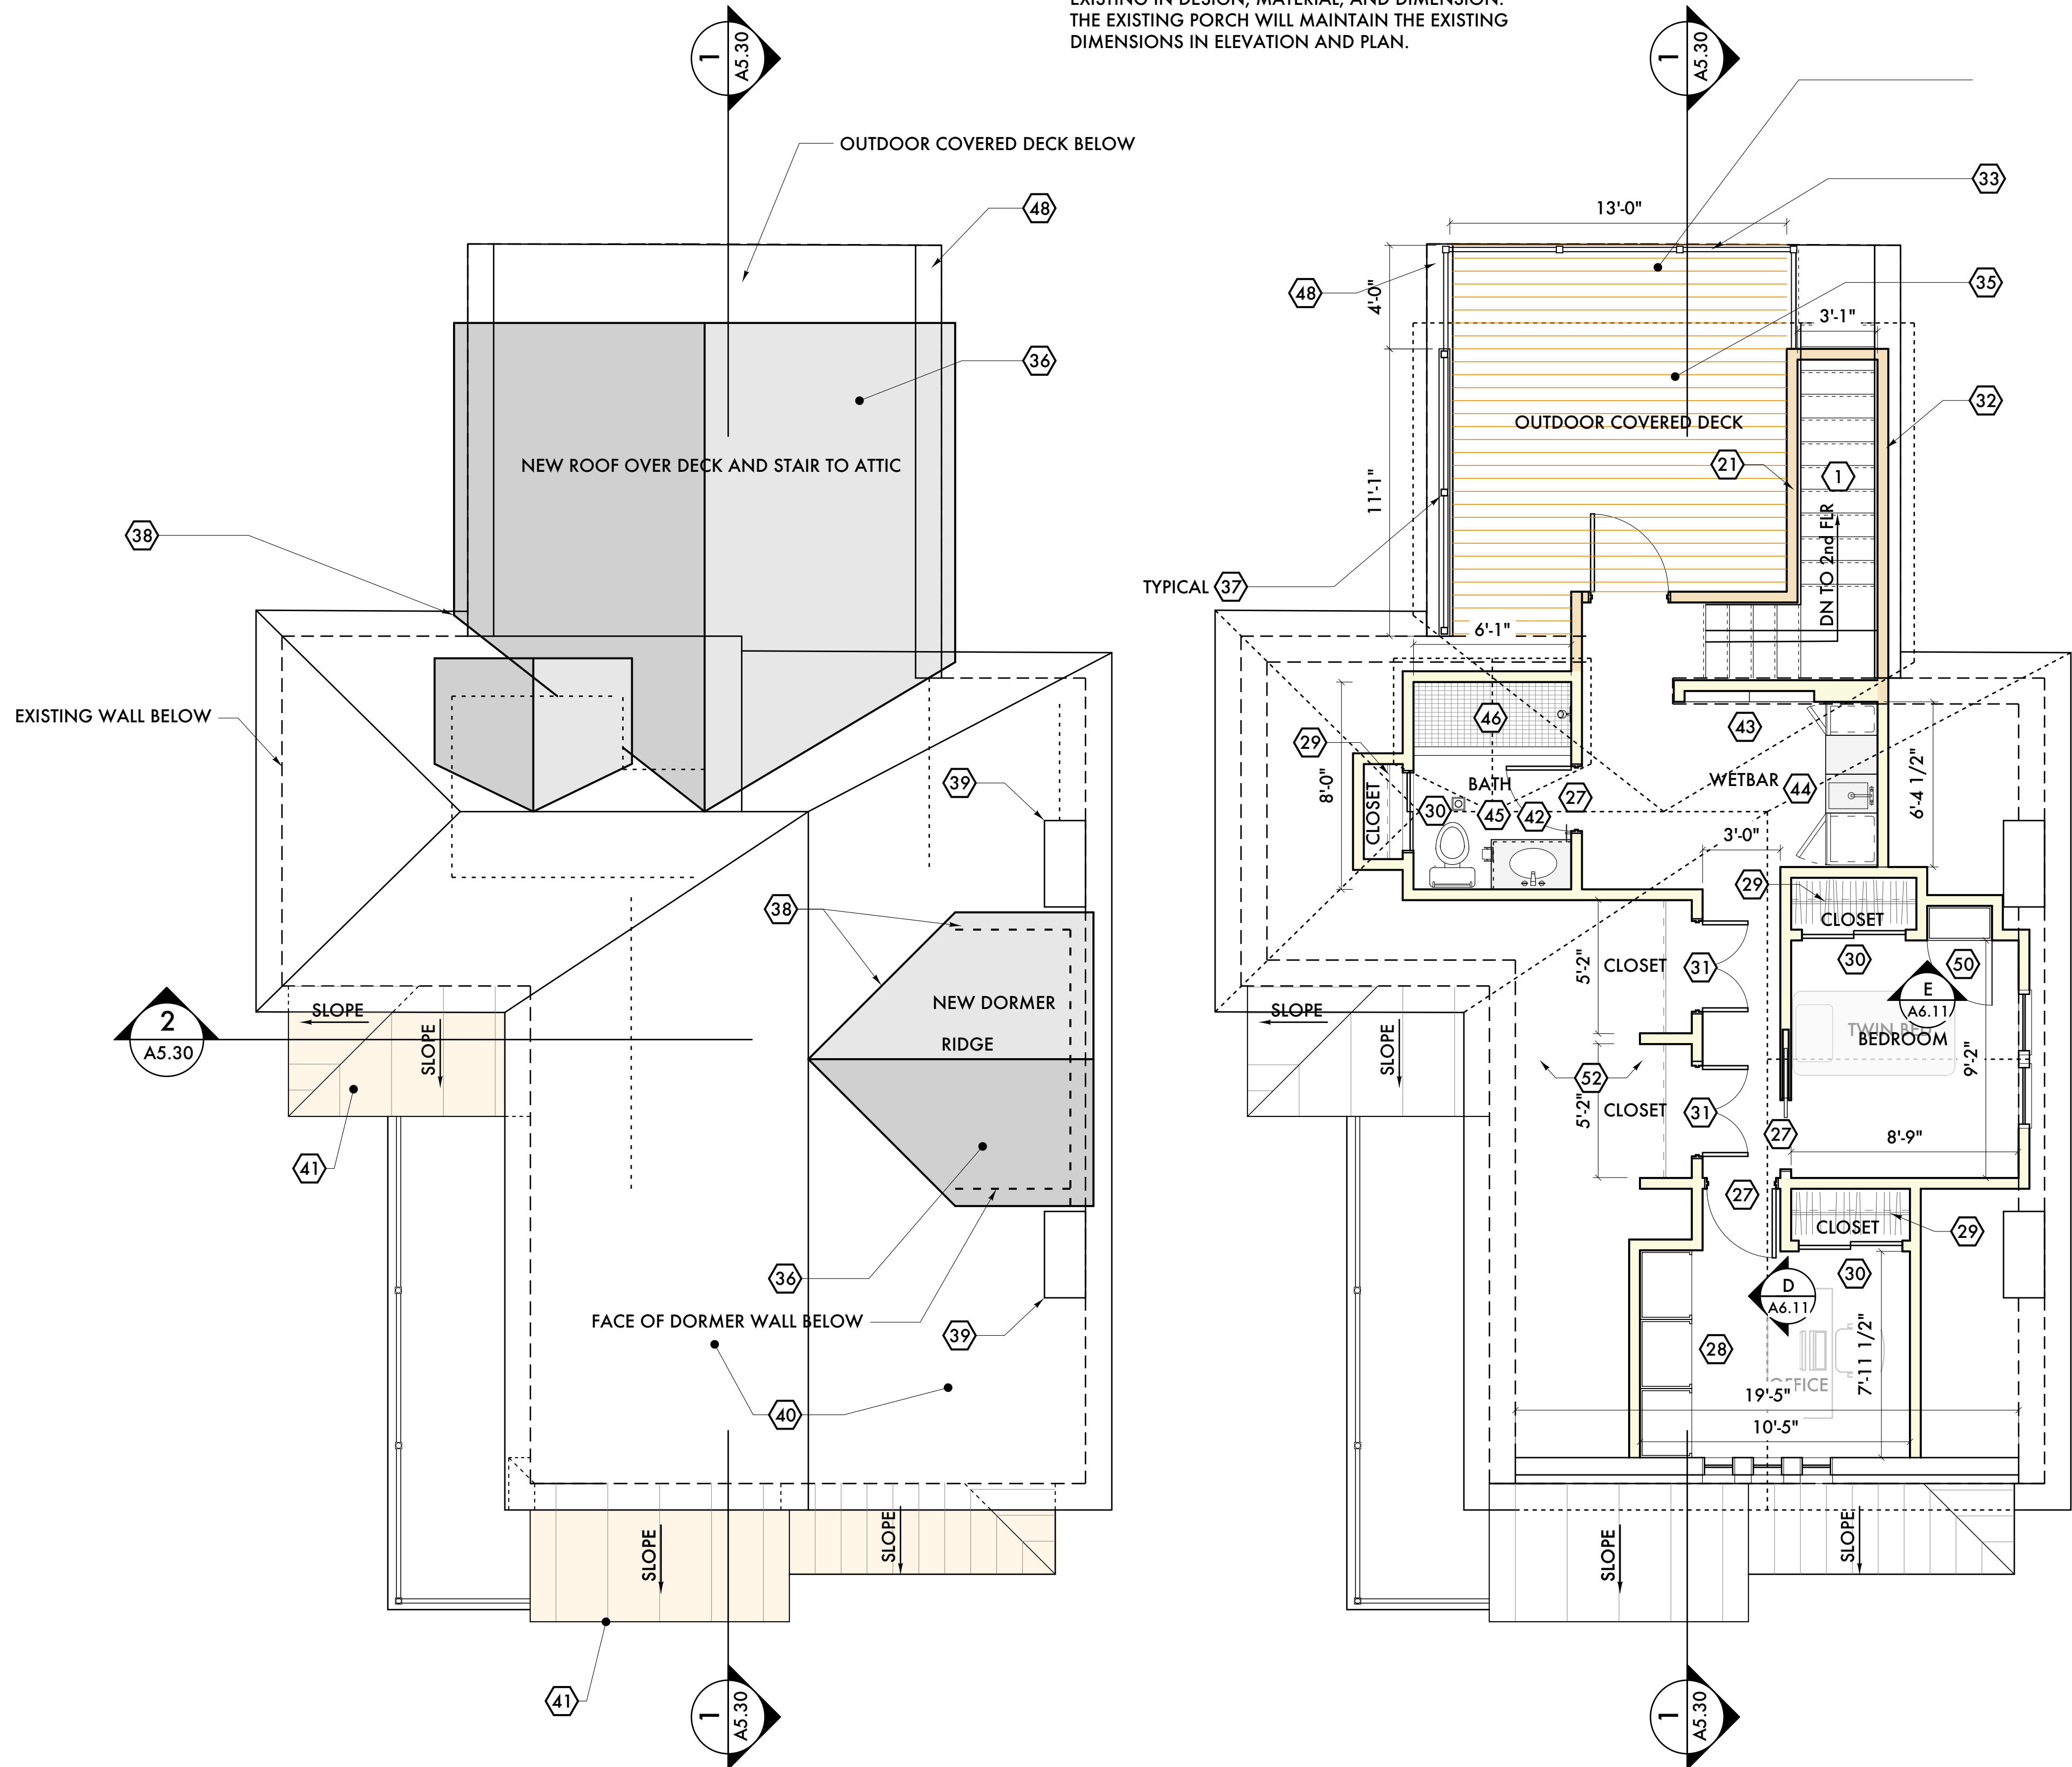 EXISTING IN DESIGN, MATERIAL, AND DIMENSION.
THE EXISTING PORCH WILL MAINTAIN THE EXISTING
DIMENSIONS IN ELEVATION AND PLAN.
1
A5.30
OUTDOOR COVERED DECK BELOW
48
36
NEW ROOF OVER DECK AND STAIR TO ATTIC
38
EXISTING WALL BELOW
39
38
SLOPE
SLOPE
2
A5.30
NEW DORMER
RIDGE
41
36
FACE OF DORMER WALL BELOW
39
40
SLOPE
SLOPE
41
1
A5.30
1
A5.30
33
13'-0"
48
4'-0"
35
3'-1"
32
OUTDOOR COVERED DECK
21
1
11'-1"
DN TO 2nd FLR
TYPICAL 37
6'-1"
46
43
29
8'-0"
CLOSET
BATH
30
45
42
27
WETBAR
44
6'-4 1/2"
3'-0"
29
CLOSET
5'-2"
CLOSET
31
30
50
E
A6.11
SLOPE
SLOPE
TWIN BED
BEDROOM
9'-2"
52
5'-2"
CLOSET
31
27
8'-9"
27
CLOSET
29
30
D
A6.11
28
7'-11 1/2"
OFFICE
19'-5"
10'-5"
SLOPE
SLOPE
1
A5.30